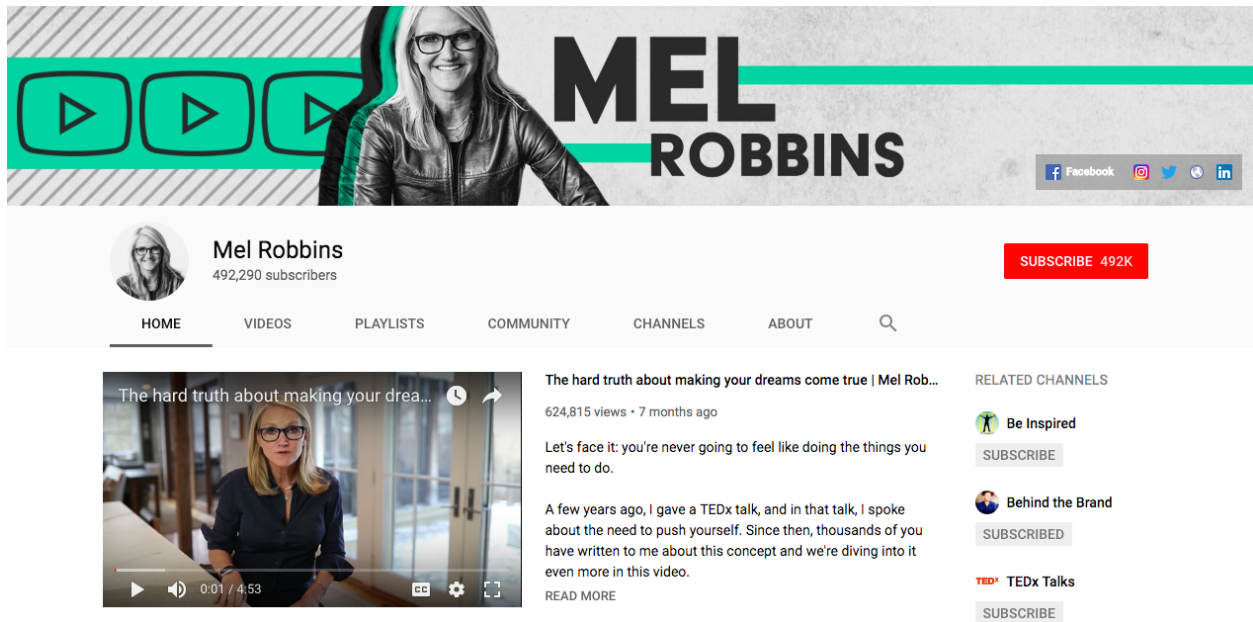 MEL
ROBBINS
Facebook
in
Mel Robbins
492,290 subscribers
SUBSCRIBE 492K
HOME
VIDEOS
PLAYLISTS
COMMUNITY
CHANNELS
ABOUT
The hard truth about making your drea...
0:01 / 4:53
CC
The hard truth about making your dreams come true | Mel Rob...
624,815 views • 7 months ago
Let's face it: you're never going to feel like doing the things you
need to do.
A few years ago, I gave a TEDx talk, and in that talk, I spoke
about the need to push yourself. Since then, thousands of you
have written to me about this concept and we're diving into it
even more in this video.
READ MORE
RELATED CHANNELS
Be Inspired
SUBSCRIBE
Behind the Brand
SUBSCRIBED
TEDx TEDx Talks
SUBSCRIBE